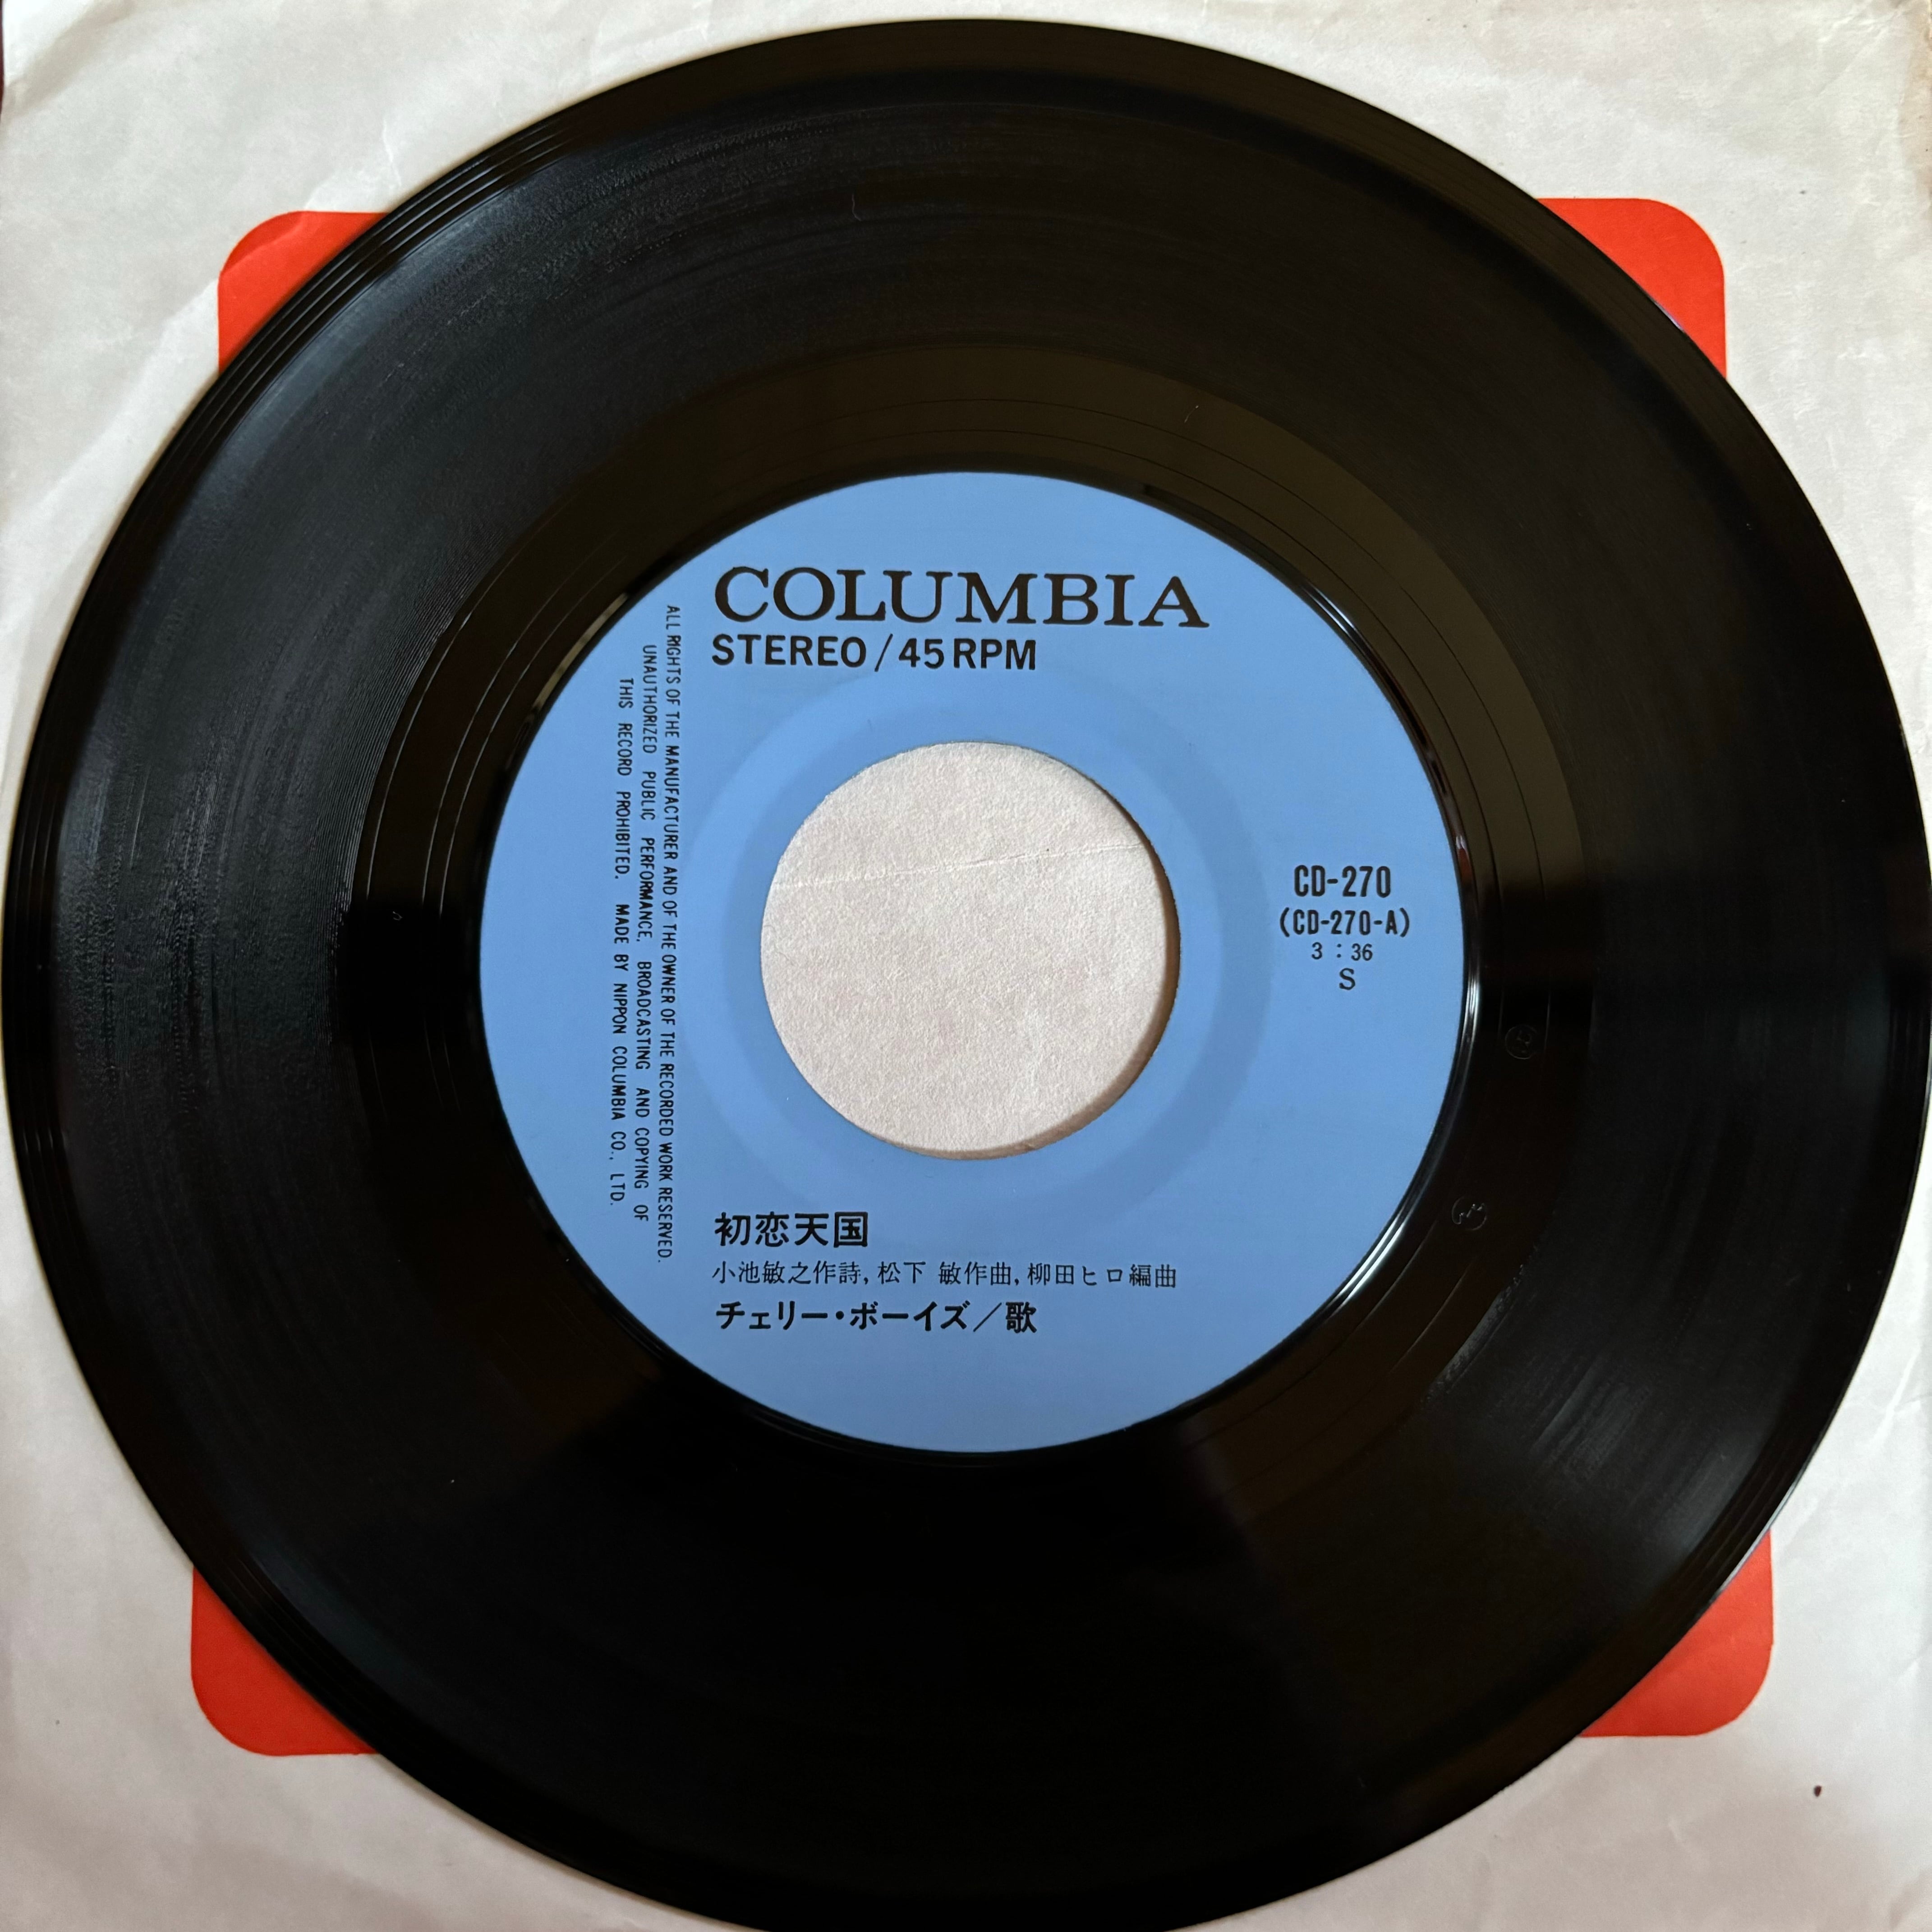 COLUMBIA
STEREO/45RPM
ALL RIGHTS OF THE MANUFACTURER AND OF THE OWNER OF THE RECORDED WORK RESERVED.
UNAUTHORIZED PUBLIC PERFORMANCE, BROADCASTING AND COPYING OF
THIS RECORD PROHIBITED. MADE BY NIPPON COLUMBIA CO., LTD.
CD-270
(CD-270-A)
3:36
S
初恋天国
小池敏之作詩, 松下 敏作曲, 柳田ヒロ編曲
チェリー・ボーイズ/歌